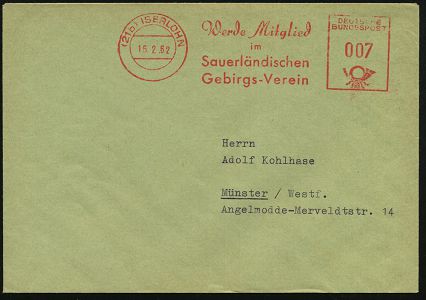 (21b) ISERLOHN
15.2.62
Werde Mitglied
im
Sauerländischen
Gebirgs-Verein
DEUTSCHE
BUNDESPOST
007
Herrn
Adolf Kohlhase
Münster / Westf.
Angelmodde-Merveldtstr. 14